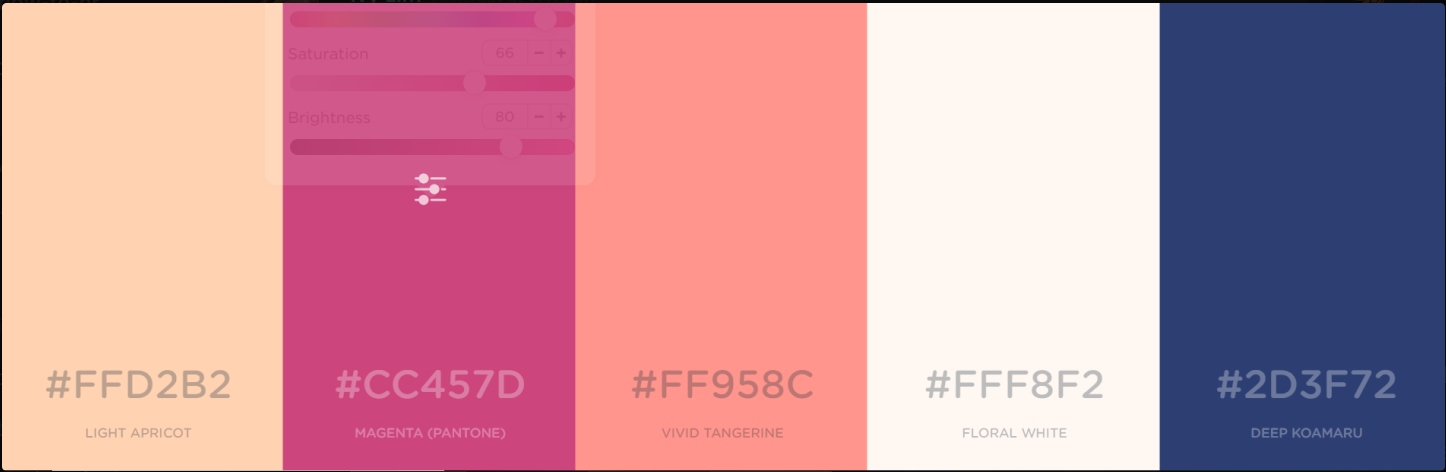 Saturation 66 − +
Brightness 80 − +
#FFD2B2
LIGHT APRICOT
#CC457D
MAGENTA (PANTONE)
#FF958C
VIVID TANGERINE
#FFF8F2
FLORAL WHITE
#2D3F72
DEEP KOAMARU